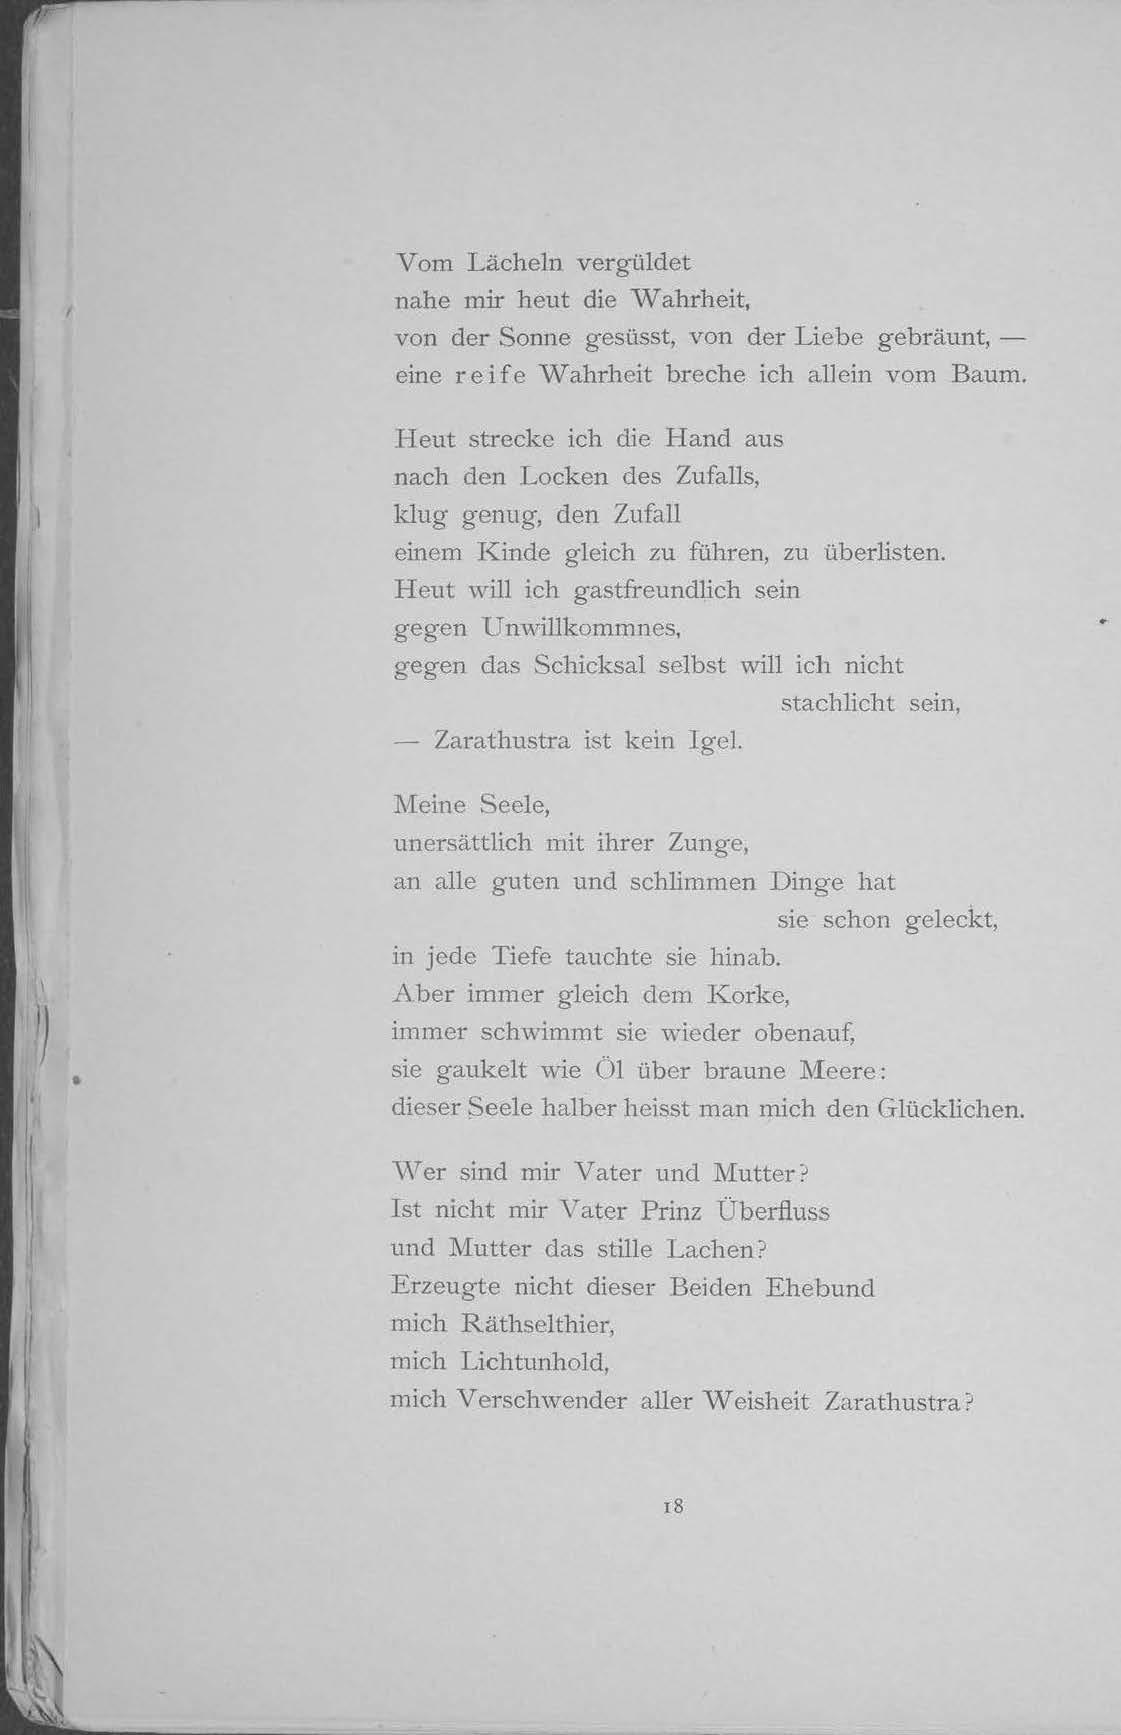 Vom Lächeln vergüldet
nahe mir heut die Wahrheit,
von der Sonne gesüsst, von der Liebe gebräunt, —
eine reife Wahrheit breche ich allein vom Baum.
Heut strecke ich die Hand aus
nach den Locken des Zufalls,
klug genug, den Zufall
einem Kinde gleich zu führen, zu überlisten.
Heut will ich gastfreundlich sein
gegen Unwillkommnes,
gegen das Schicksal selbst will ich nicht
stachlicht sein,
— Zarathustra ist kein Igel.
Meine Seele,
unersättlich mit ihrer Zunge,
an alle guten und schlimmen Dinge hat
sie schon geleckt,
in jede Tiefe tauchte sie hinab.
Aber immer gleich dem Korke,
immer schwimmt sie wieder obenauf,
sie gaukelt wie Öl über braune Meere:
dieser Seele halber heisst man mich den Glücklichen.
Wer sind mir Vater und Mutter?
Ist nicht mir Vater Prinz Überfluss
und Mutter das stille Lachen?
Erzeugte nicht dieser Beiden Ehebund
mich Räthselthier,
mich Lichtunhold,
mich Verschwender aller Weisheit Zarathustra?
18